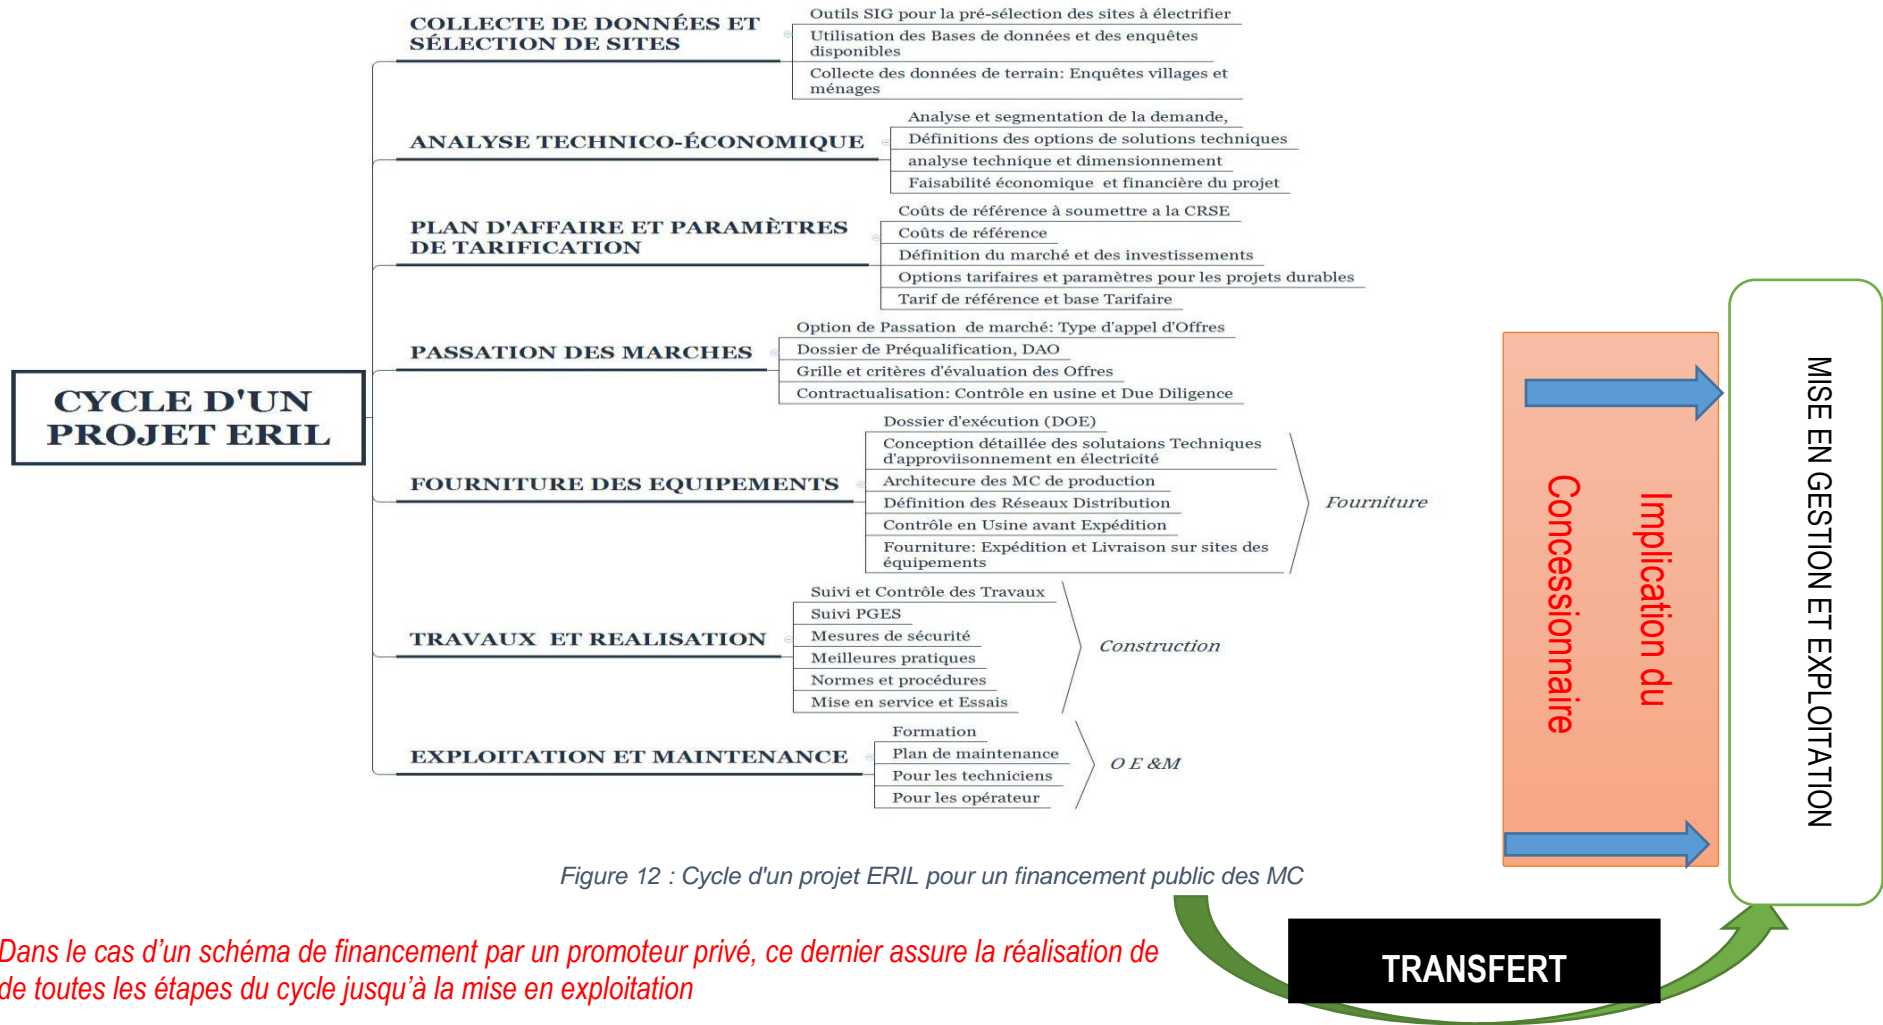 CYCLE D'UN
PROJET ERIL
COLLECTE DE DONNÉES ET
SÉLECTION DE SITES
Outils SIG pour la pré-sélection des sites à électrifier
Utilisation des Bases de données et des enquêtes
disponibles
Collecte des données de terrain: Enquêtes villages et
ménages
ANALYSE TECHNICO-ÉCONOMIQUE
Analyse et segmentation de la demande,
Définitions des options de solutions techniques
analyse technique et dimensionnement
Faisabilité économique et financière du projet
PLAN D'AFFAIRE ET PARAMÈTRES
DE TARIFICATION
Coûts de référence à soumettre a la CRSE
Coûts de référence
Définition du marché et des investissements
Options tarifaires et paramètres pour les projets durables
Tarif de référence et base Tarifaire
PASSATION DES MARCHES
Option de Passation de marché: Type d'appel d'Offres
Dossier de Préqualification, DAO
Grille et critères d'évaluation des Offres
Contractualisation: Contrôle en usine et Due Diligence
FOURNITURE DES EQUIPEMENTS
Dossier d'exécution (DOE)
Conception détaillée des solutaions Techniques
d'approviisonnement en électricité
Architecure des MC de production
Définition des Réseaux Distribution
Contrôle en Usine avant Expédition
Fourniture: Expédition et Livraison sur sites des
équipements
Fourniture
TRAVAUX ET REALISATION
Suivi et Contrôle des Travaux
Suivi PGES
Mesures de sécurité
Meilleures pratiques
Normes et procédures
Mise en service et Essais
Construction
EXPLOITATION ET MAINTENANCE
Formation
Plan de maintenance
Pour les techniciens
Pour les opérateur
O E &M
Implication du
Concessionnaire
MISE EN GESTION ET EXPLOITATION
Figure 12 : Cycle d'un projet ERIL pour un financement public des MC
Dans le cas d'un schéma de financement par un promoteur privé, ce dernier assure la réalisation de
de toutes les étapes du cycle jusqu'à la mise en exploitation
TRANSFERT